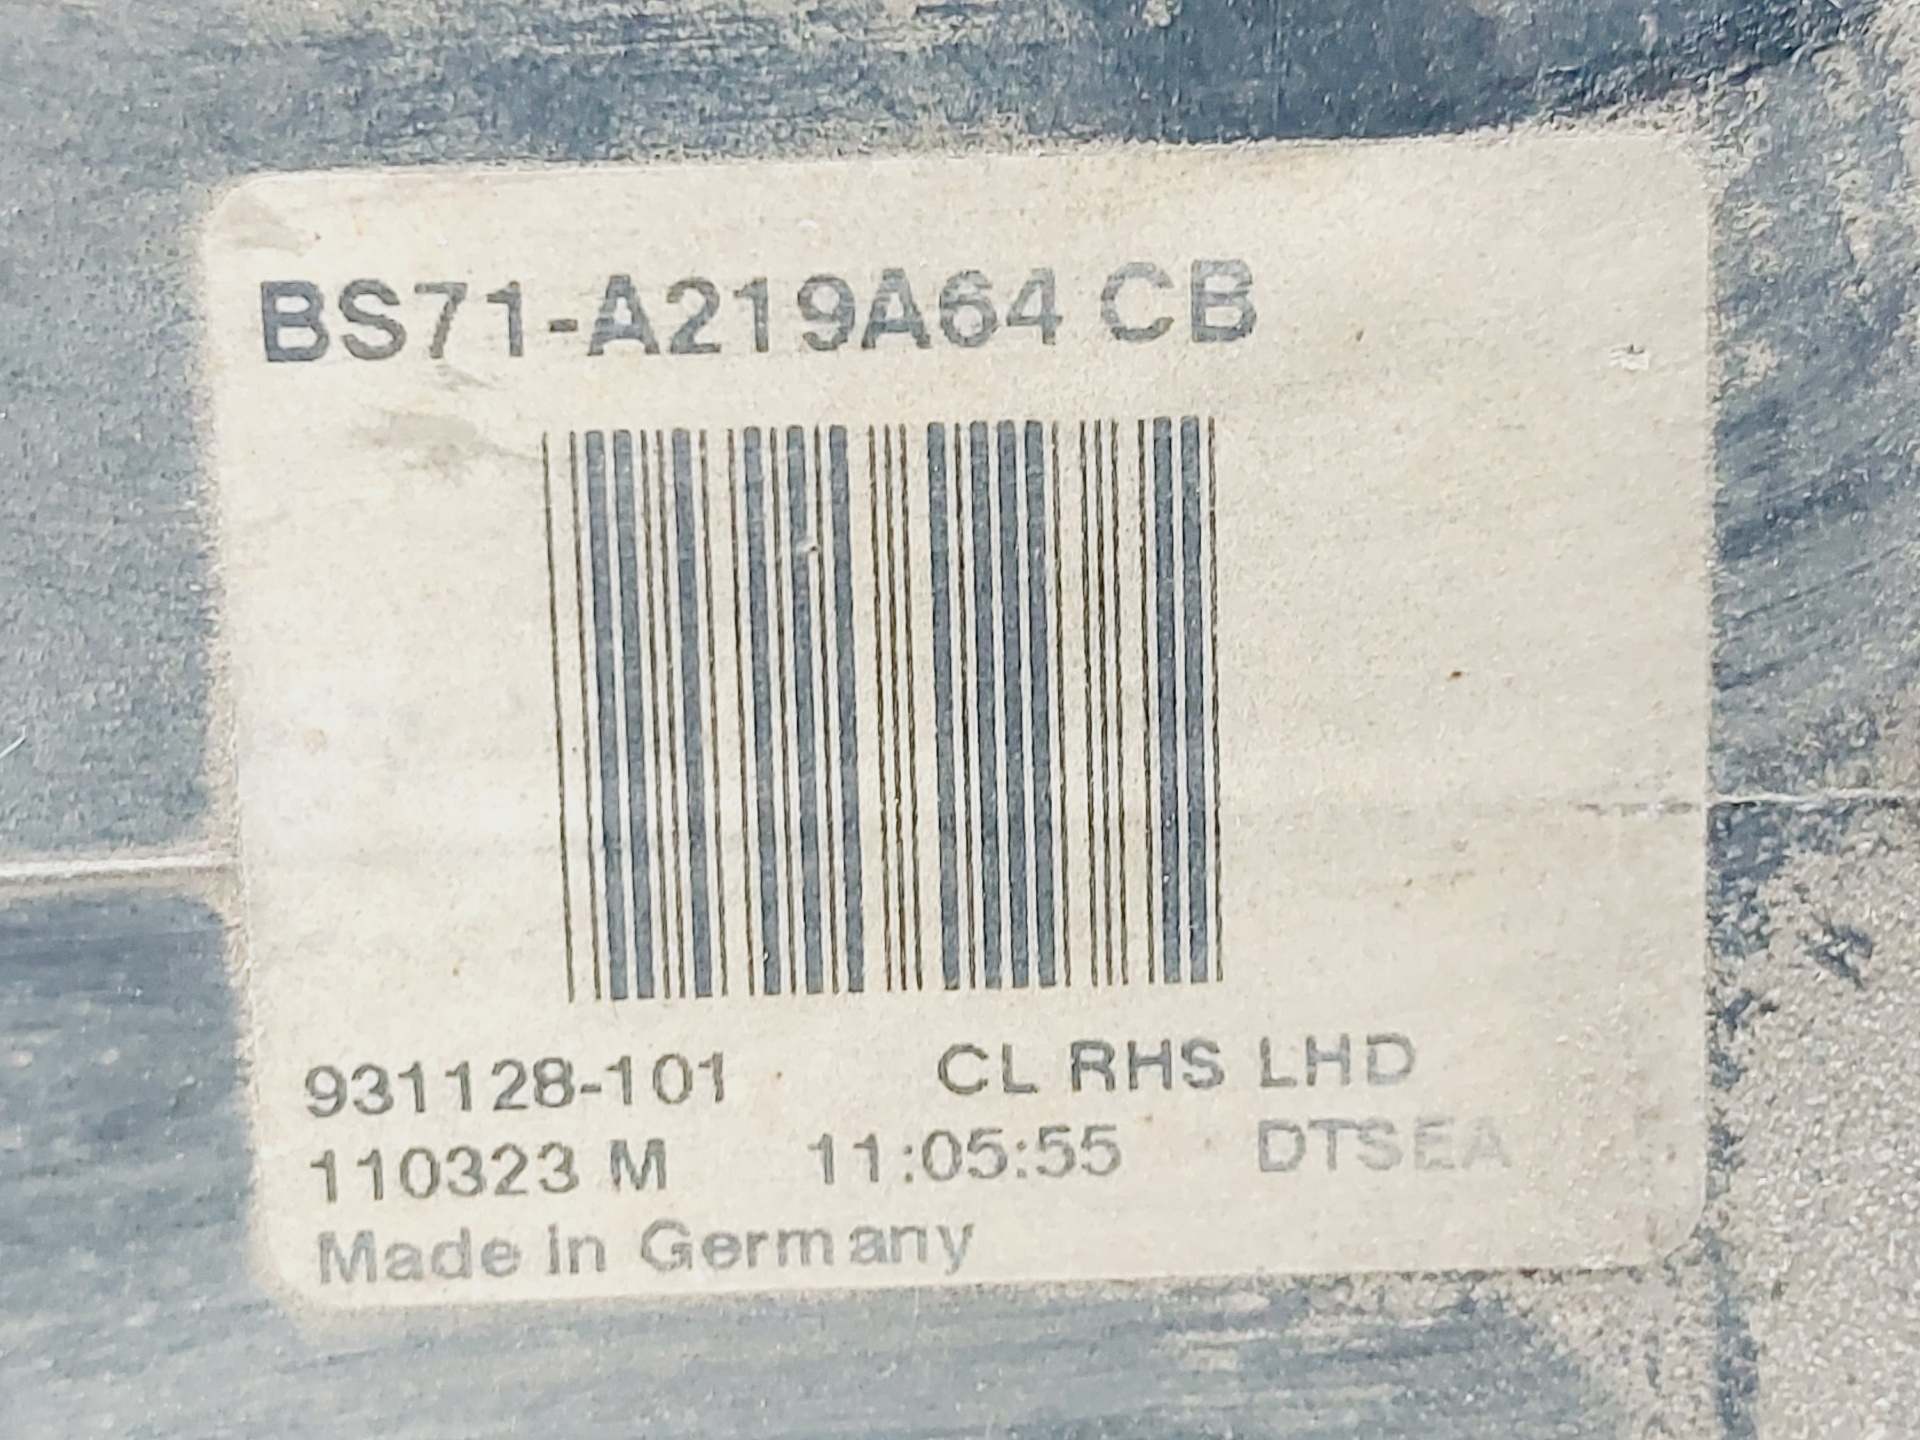 BS71-A219A64 CB
931128-101 CL RHS LHD
110323 M 11:05:55 DTSEA
Made in Germany